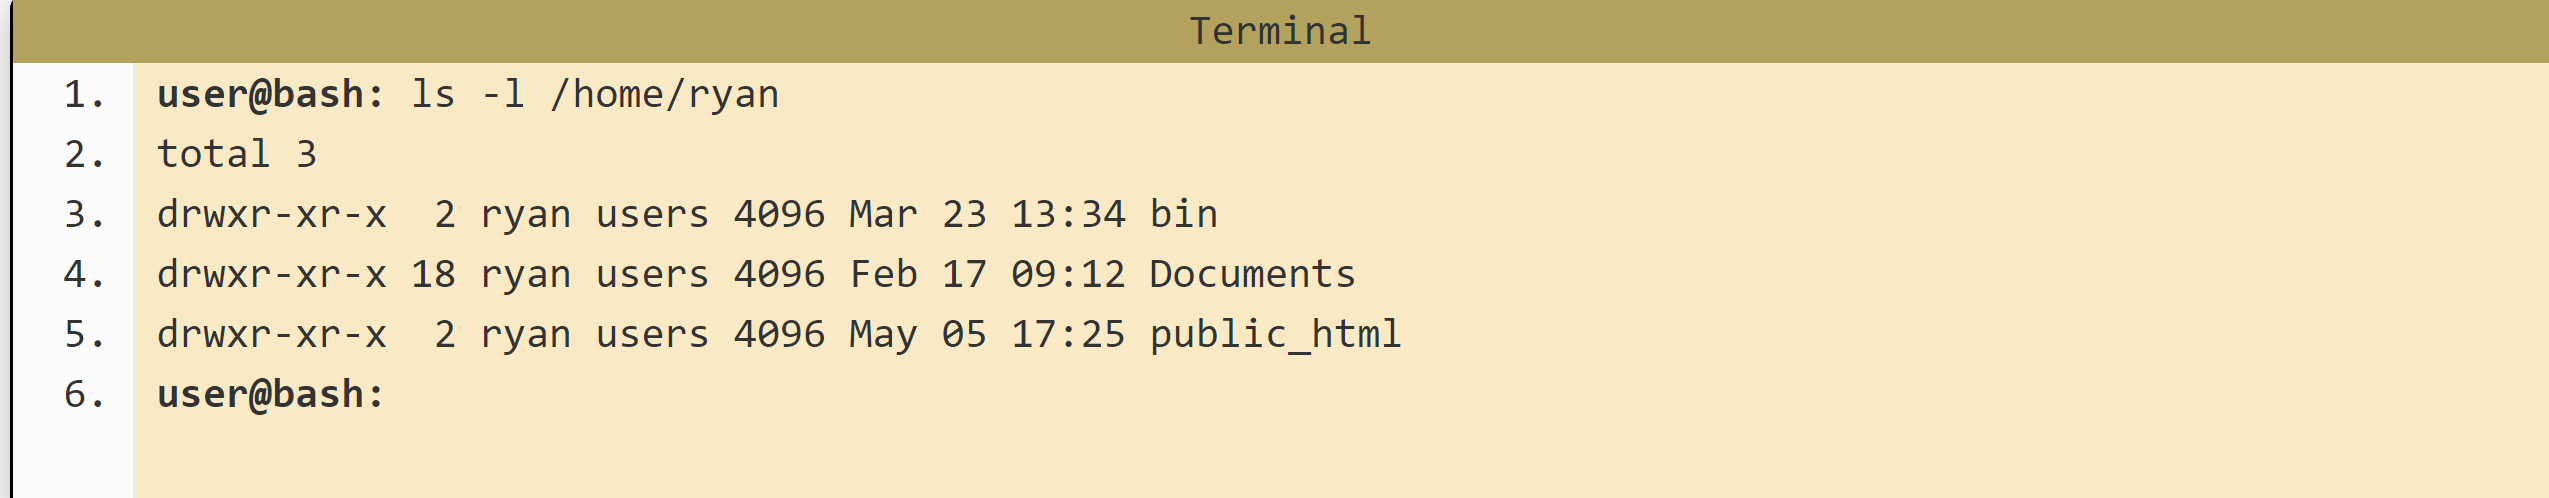 Terminal
1. user@bash: ls -l /home/ryan
2. total 3
3. drwxr-xr-x  2 ryan users 4096 Mar 23 13:34 bin
4. drwxr-xr-x 18 ryan users 4096 Feb 17 09:12 Documents
5. drwxr-xr-x  2 ryan users 4096 May 05 17:25 public_html
6. user@bash: